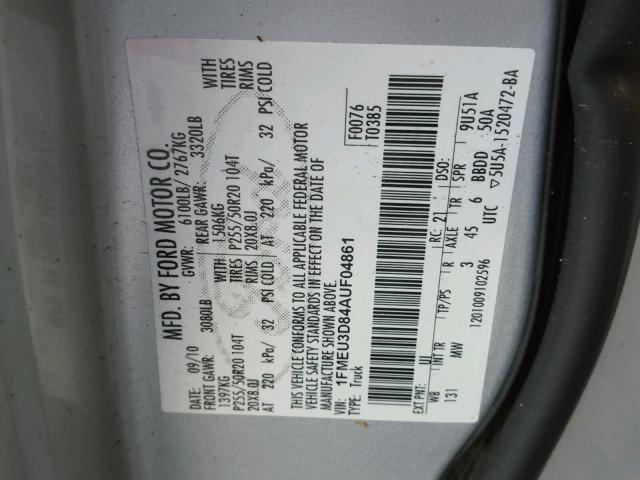 MFD. BY FORD MOTOR CO.
DATE: 09/10 GVWR: 6100LB/ 2767KG
FRONT GAWR: 3080LB REAR GAWR: 3320LB
1397KG WITH 1506KG WITH
P255/50R20 104T TIRES P255/50R20 104T TIRES
20X8.0J RIMS 20X8.0J RIMS
AT 220 kPa/ 32 PSI COLD AT 220 kPa/ 32 PSI COLD
THIS VEHICLE CONFORMS TO ALL APPLICABLE FEDERAL MOTOR
VEHICLE SAFETY STANDARDS IN EFFECT ON THE DATE OF
MANUFACTURE SHOWN ABOVE.
VIN: 1FMEU3D84AUF04861
TYPE: Truck
F0076
T0385
EXT PNT: UI RC: 21 DSO:
WB INT TR TP/PS R AXLE TR SPR 9U51A
131 MW 3 45 6 BBDD 50A
1201009102596 UTC ▽5U5A-1520472-BA